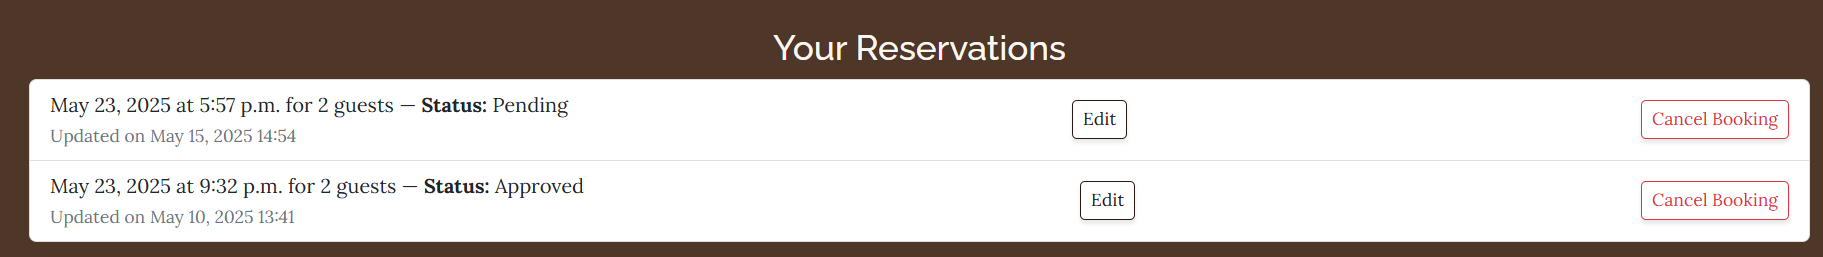 Your Reservations
May 23, 2025 at 5:57 p.m. for 2 guests — Status: Pending
Updated on May 15, 2025 14:54
Edit
Cancel Booking
May 23, 2025 at 9:32 p.m. for 2 guests — Status: Approved
Updated on May 10, 2025 13:41
Edit
Cancel Booking